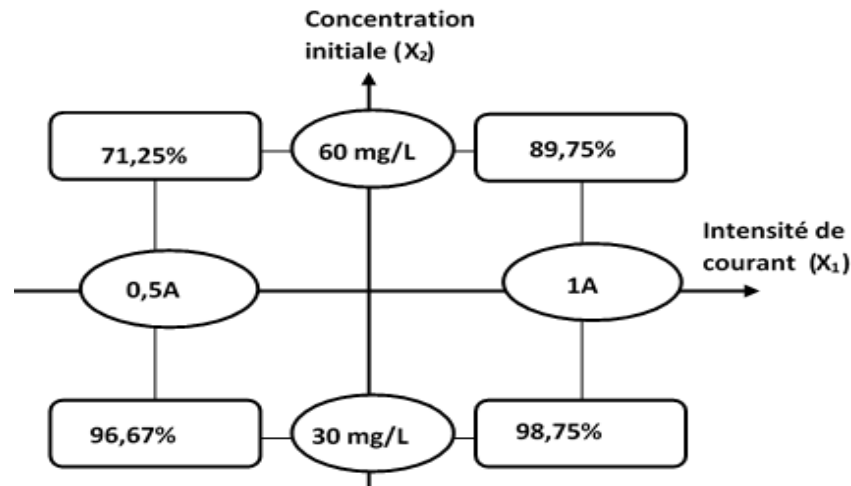 Concentration
initiale (X₂)
71,25%
60 mg/L
89,75%
Intensité de
courant (X₁)
0,5A
1A
96,67%
30 mg/L
98,75%